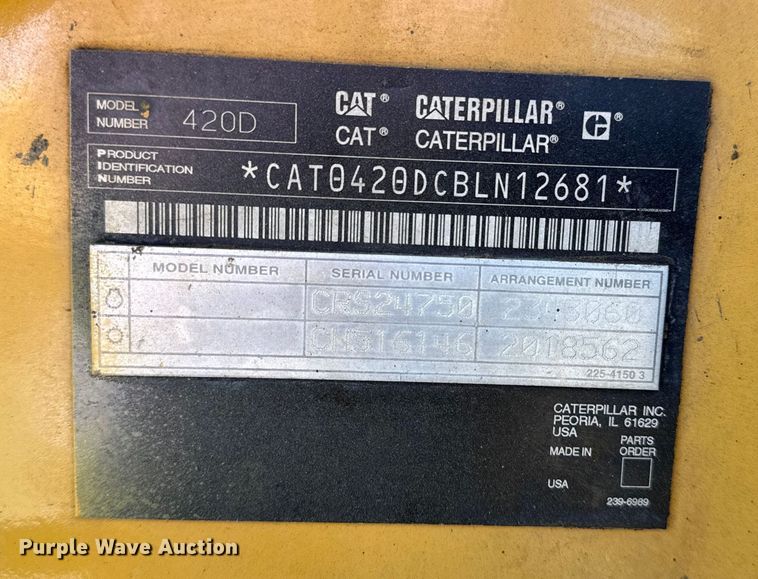 MODEL NUMBER 420D
CAT® CATERPILLAR® ®
CAT® CATERPILLAR®
PRODUCT IDENTIFICATION NUMBER *CAT0420DCBLN12681*
MODEL NUMBER SERIAL NUMBER ARRANGEMENT NUMBER
CRS24750
CNS16146 2018562
225-4150 3
CATERPILLAR INC.
PEORIA, IL 61629
USA
MADE IN
PARTS ORDER
USA
239-6989
Purple Wave Auction